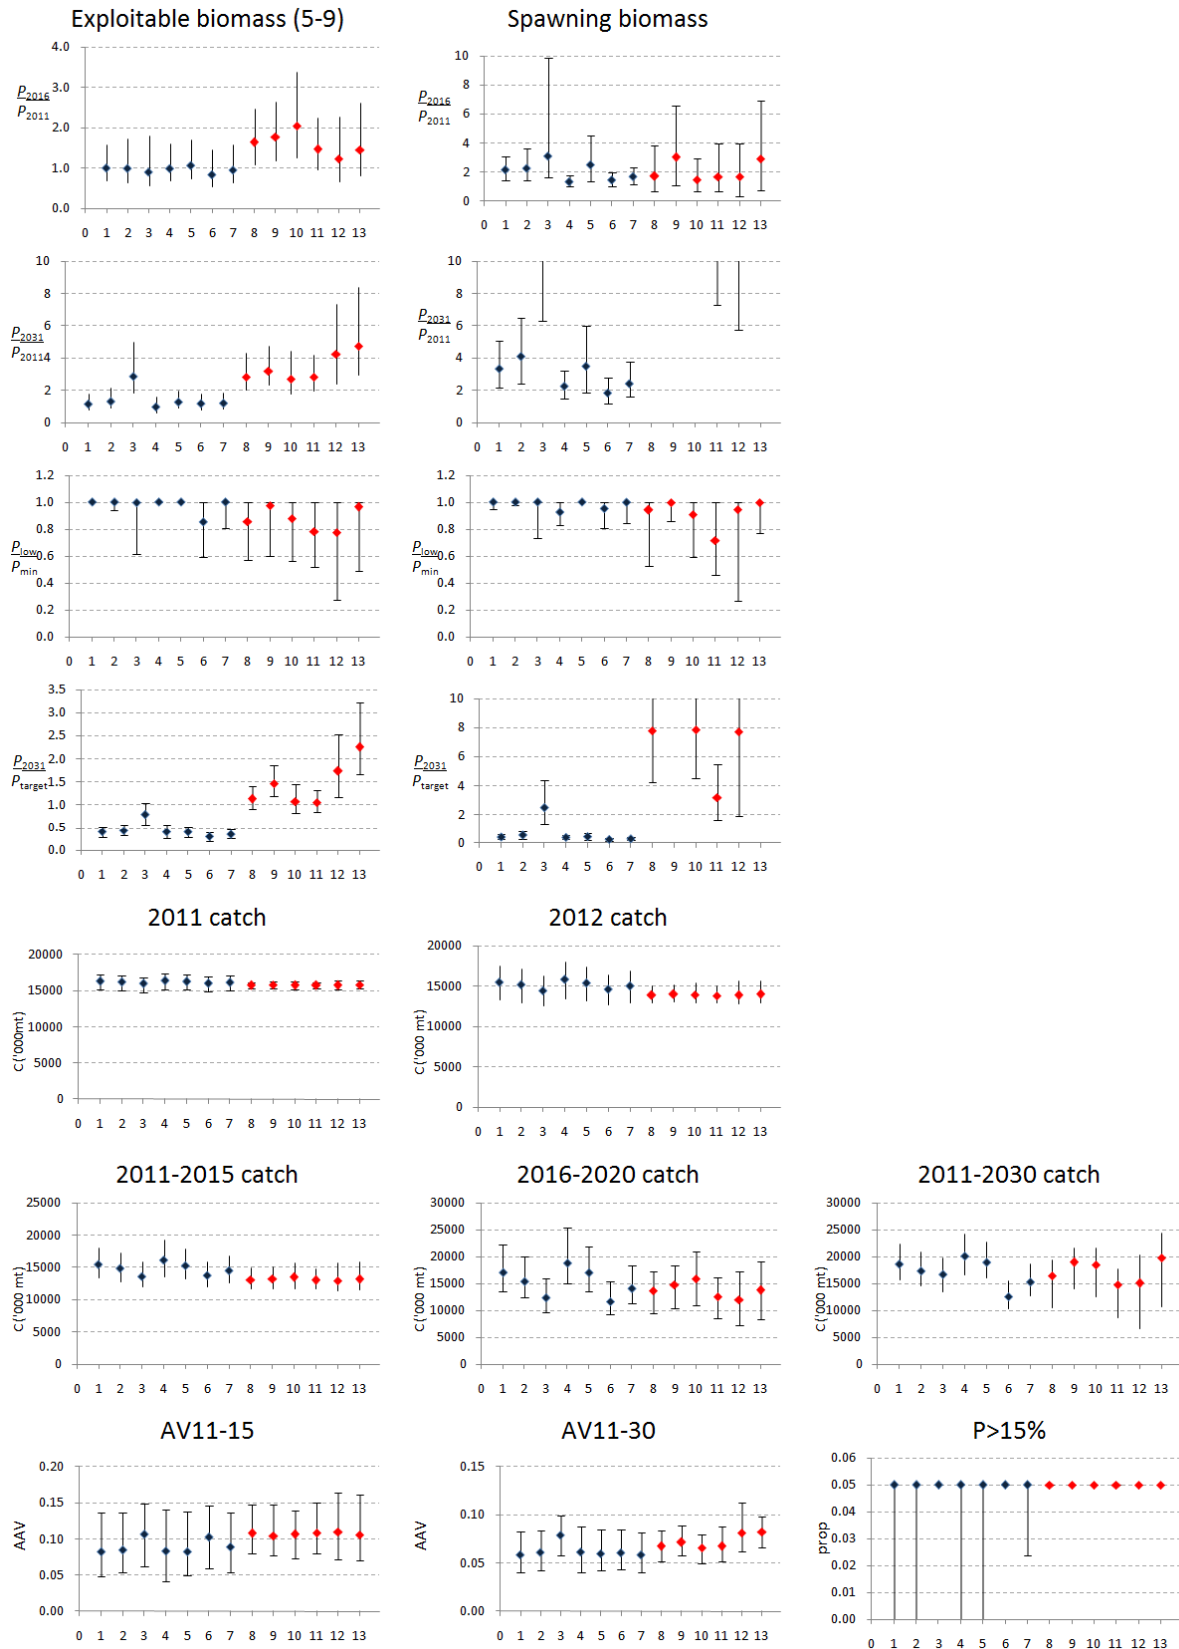 Exploitable biomass (5-9)
4.0
3.0
P2016
P2011
2.0
1.0
0.0
0 1 2 3 4 5 6 7 8 9 10 11 12 13
Spawning biomass
10
8
P2016
P2011
6
4
2
0
0 1 2 3 4 5 6 7 8 9 10 11 12 13
10
8
6
P2031
P2011
4
2
0
0 1 2 3 4 5 6 7 8 9 10 11 12 13
10
8
P2031
P2011
6
4
2
0
0 1 2 3 4 5 6 7 8 9 10 11 12 13
1.2
1.0
0.8
Plow
Pmin
0.6
0.4
0.2
0.0
0 1 2 3 4 5 6 7 8 9 10 11 12 13
1.2
1.0
0.8
Plow
Pmin
0.6
0.4
0.2
0.0
0 1 2 3 4 5 6 7 8 9 10 11 12 13
3.5
3.0
2.5
2.0
P2031
Ptarget
1.5
1.0
0.5
0.0
0 1 2 3 4 5 6 7 8 9 10 11 12 13
10
8
6
P2031
Ptarget
4
2
0
0 1 2 3 4 5 6 7 8 9 10 11 12 13
2011 catch
C ('000mt)
20000
15000
10000
5000
0
0 1 2 3 4 5 6 7 8 9 10 11 12 13
2012 catch
C ('000 mt)
20000
15000
10000
5000
0
0 1 2 3 4 5 6 7 8 9 10 11 12 13
2011-2015 catch
C ('000 mt)
25000
20000
15000
10000
5000
0
0 1 2 3 4 5 6 7 8 9 10 11 12 13
2016-2020 catch
C ('000 mt)
30000
25000
20000
15000
10000
5000
0
0 1 2 3 4 5 6 7 8 9 10 11 12 13
2011-2030 catch
C ('000 mt)
30000
25000
20000
15000
10000
5000
0
0 1 2 3 4 5 6 7 8 9 10 11 12 13
AV11-15
AAV
0.20
0.15
0.10
0.05
0.00
0 1 2 3 4 5 6 7 8 9 10 11 12 13
AV11-30
AAV
0.15
0.10
0.05
0.00
0 1 2 3 4 5 6 7 8 9 10 11 12 13
P>15%
prop
0.06
0.05
0.04
0.03
0.02
0.01
0.00
0 1 2 3 4 5 6 7 8 9 10 11 12 13